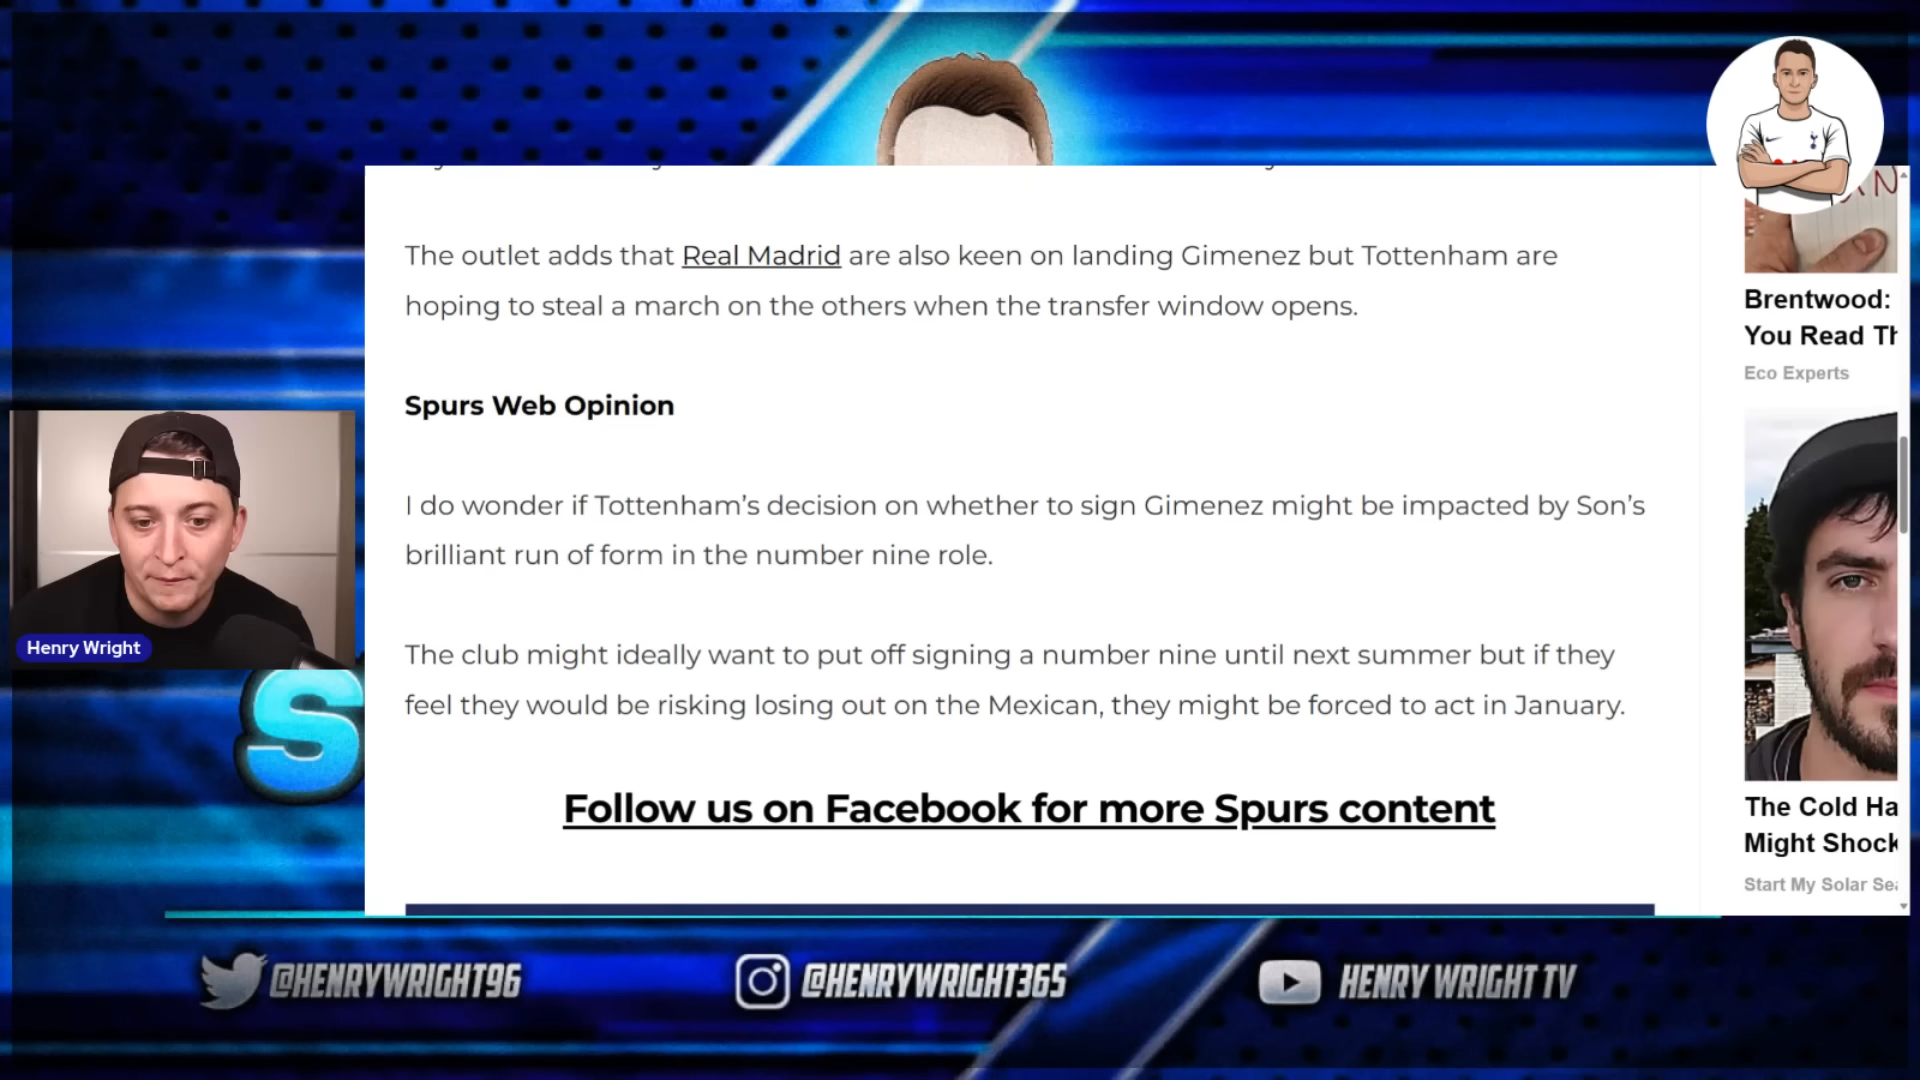 The outlet adds that Real Madrid are also keen on landing Gimenez but Tottenham are
hoping to steal a march on the others when the transfer window opens.
Spurs Web Opinion
I do wonder if Tottenham’s decision on whether to sign Gimenez might be impacted by Son’s
brilliant run of form in the number nine role.
The club might ideally want to put off signing a number nine until next summer but if they
feel they would be risking losing out on the Mexican, they might be forced to act in January.
Follow us on Facebook for more Spurs content
Brentwood:
You Read Th
Eco Experts
The Cold Ha
Might Shock
Start My Solar Sea
Henry Wright
S
@HENRYWRIGHT96
@HENRYWRIGHT365
HENRY WRIGHT TV